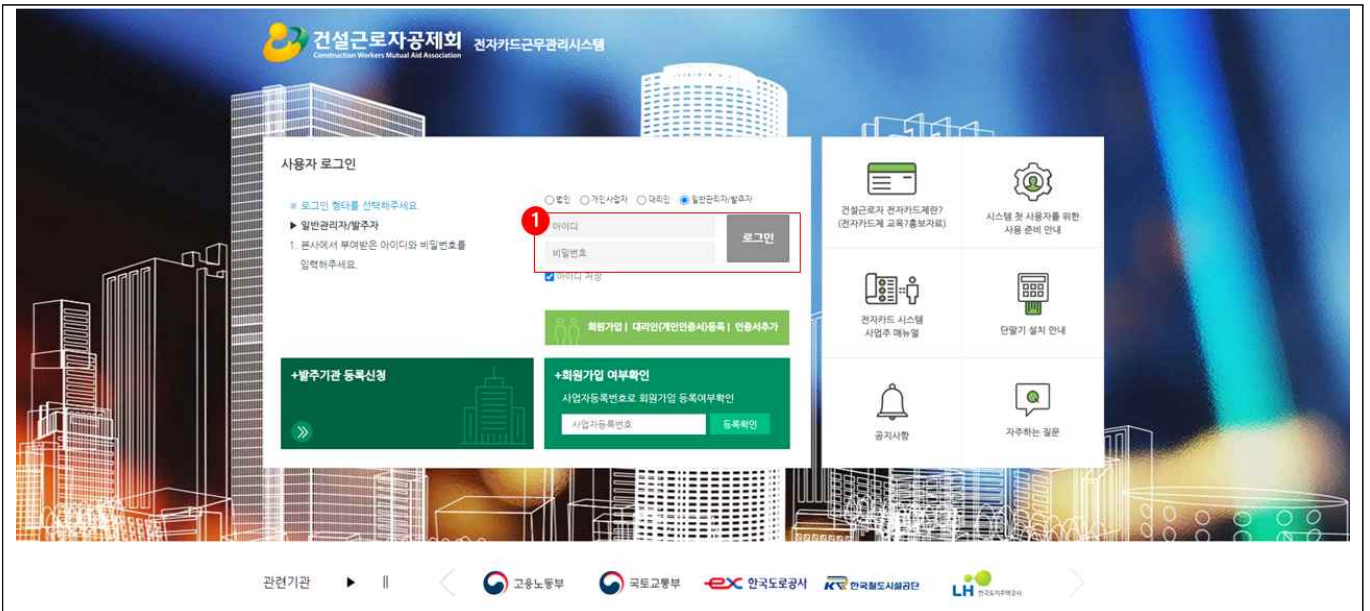 건설근로자공제회 전자카드근무관리시스템
Construction Workers Mutual Aid Association
사용자 로그인
※ 로그인 형태를 선택해주세요.
▶ 일반관리자/발주자
1. 본사에서 부여받은 아이디와 비밀번호를
입력해주세요.
법인 개인사업자 대리인 일반관리자/발주자
1
아이디
비밀번호
로그인
아이디 저장
회원가입 | 대리인(개인인증서)등록 | 인증서추가
+발주기관 등록신청
+회원가입 여부확인
사업자등록번호로 회원가입 등록여부확인
사업자등록번호
등록확인
건설근로자 전자카드제란?
(전자카드제 교육?홍보자료)
시스템 첫 사용자를 위한
사용 준비 안내
전자카드 시스템
사업주 매뉴얼
단말기 설치 안내
공지사항
자주하는 질문
관련기관
고용노동부
국토교통부
ex 한국도로공사
KR 한국철도시설공단
LH 한국토지주택공사